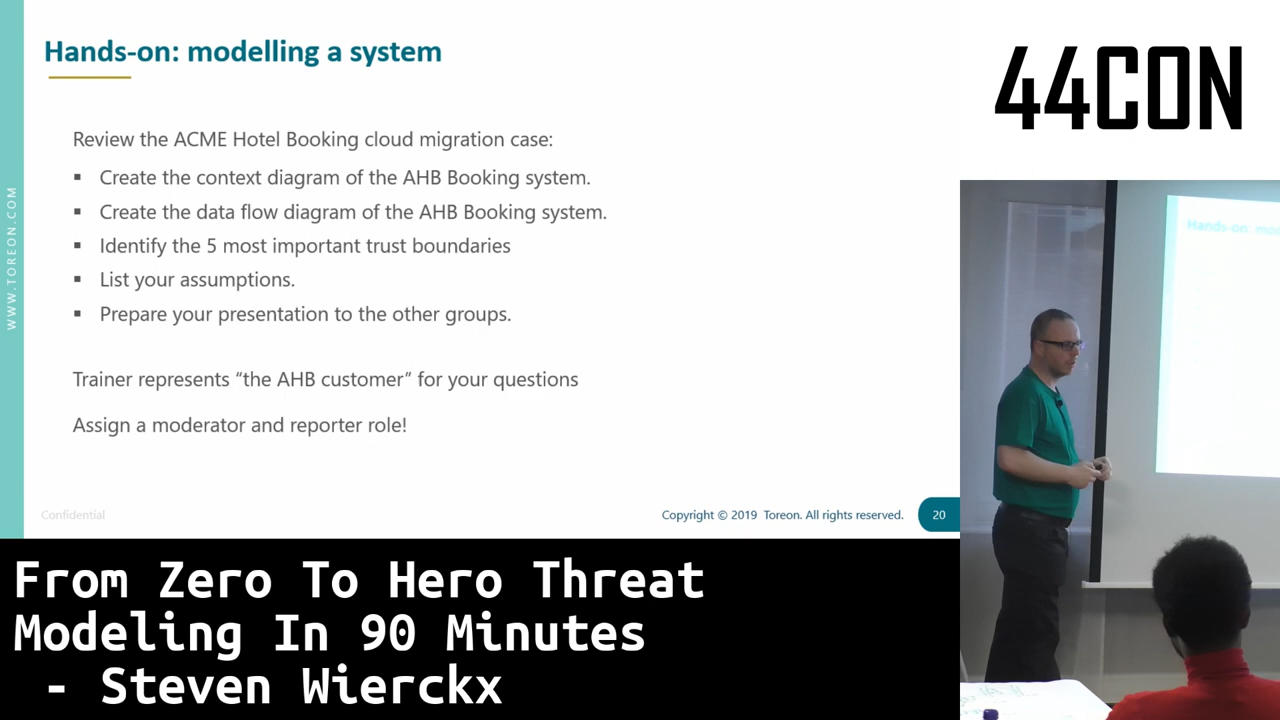 Hands-on: modelling a system
Review the ACME Hotel Booking cloud migration case:
▪ Create the context diagram of the AHB Booking system.
▪ Create the data flow diagram of the AHB Booking system.
▪ Identify the 5 most important trust boundaries
▪ List your assumptions.
▪ Prepare your presentation to the other groups.
Trainer represents “the AHB customer” for your questions
Assign a moderator and reporter role!
WWW.TOREON.COM
Confidential
Copyright © 2019 Toreon. All rights reserved.
20
44CON
Hands-on: mod
From Zero To Hero Threat
Modeling In 90 Minutes
- Steven Wierckx